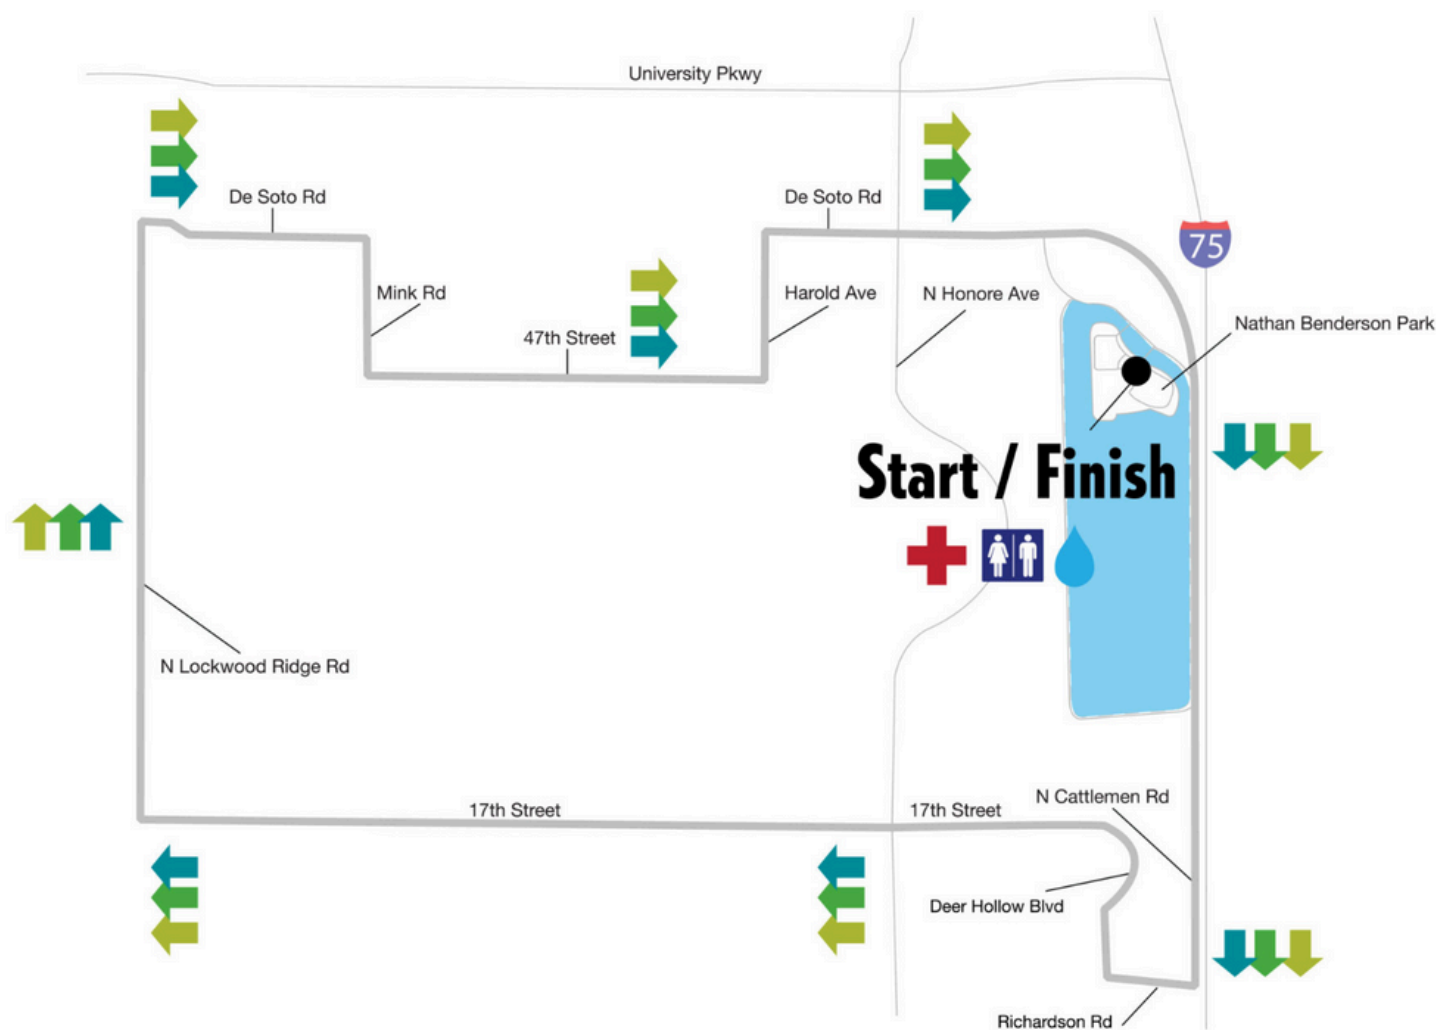 University Pkwy
De Soto Rd
De Soto Rd
75
Mink Rd
Harold Ave
N Honore Ave
Nathan Benderson Park
47th Street
Start / Finish
N Lockwood Ridge Rd
17th Street
17th Street
N Cattlemen Rd
Deer Hollow Blvd
Richardson Rd